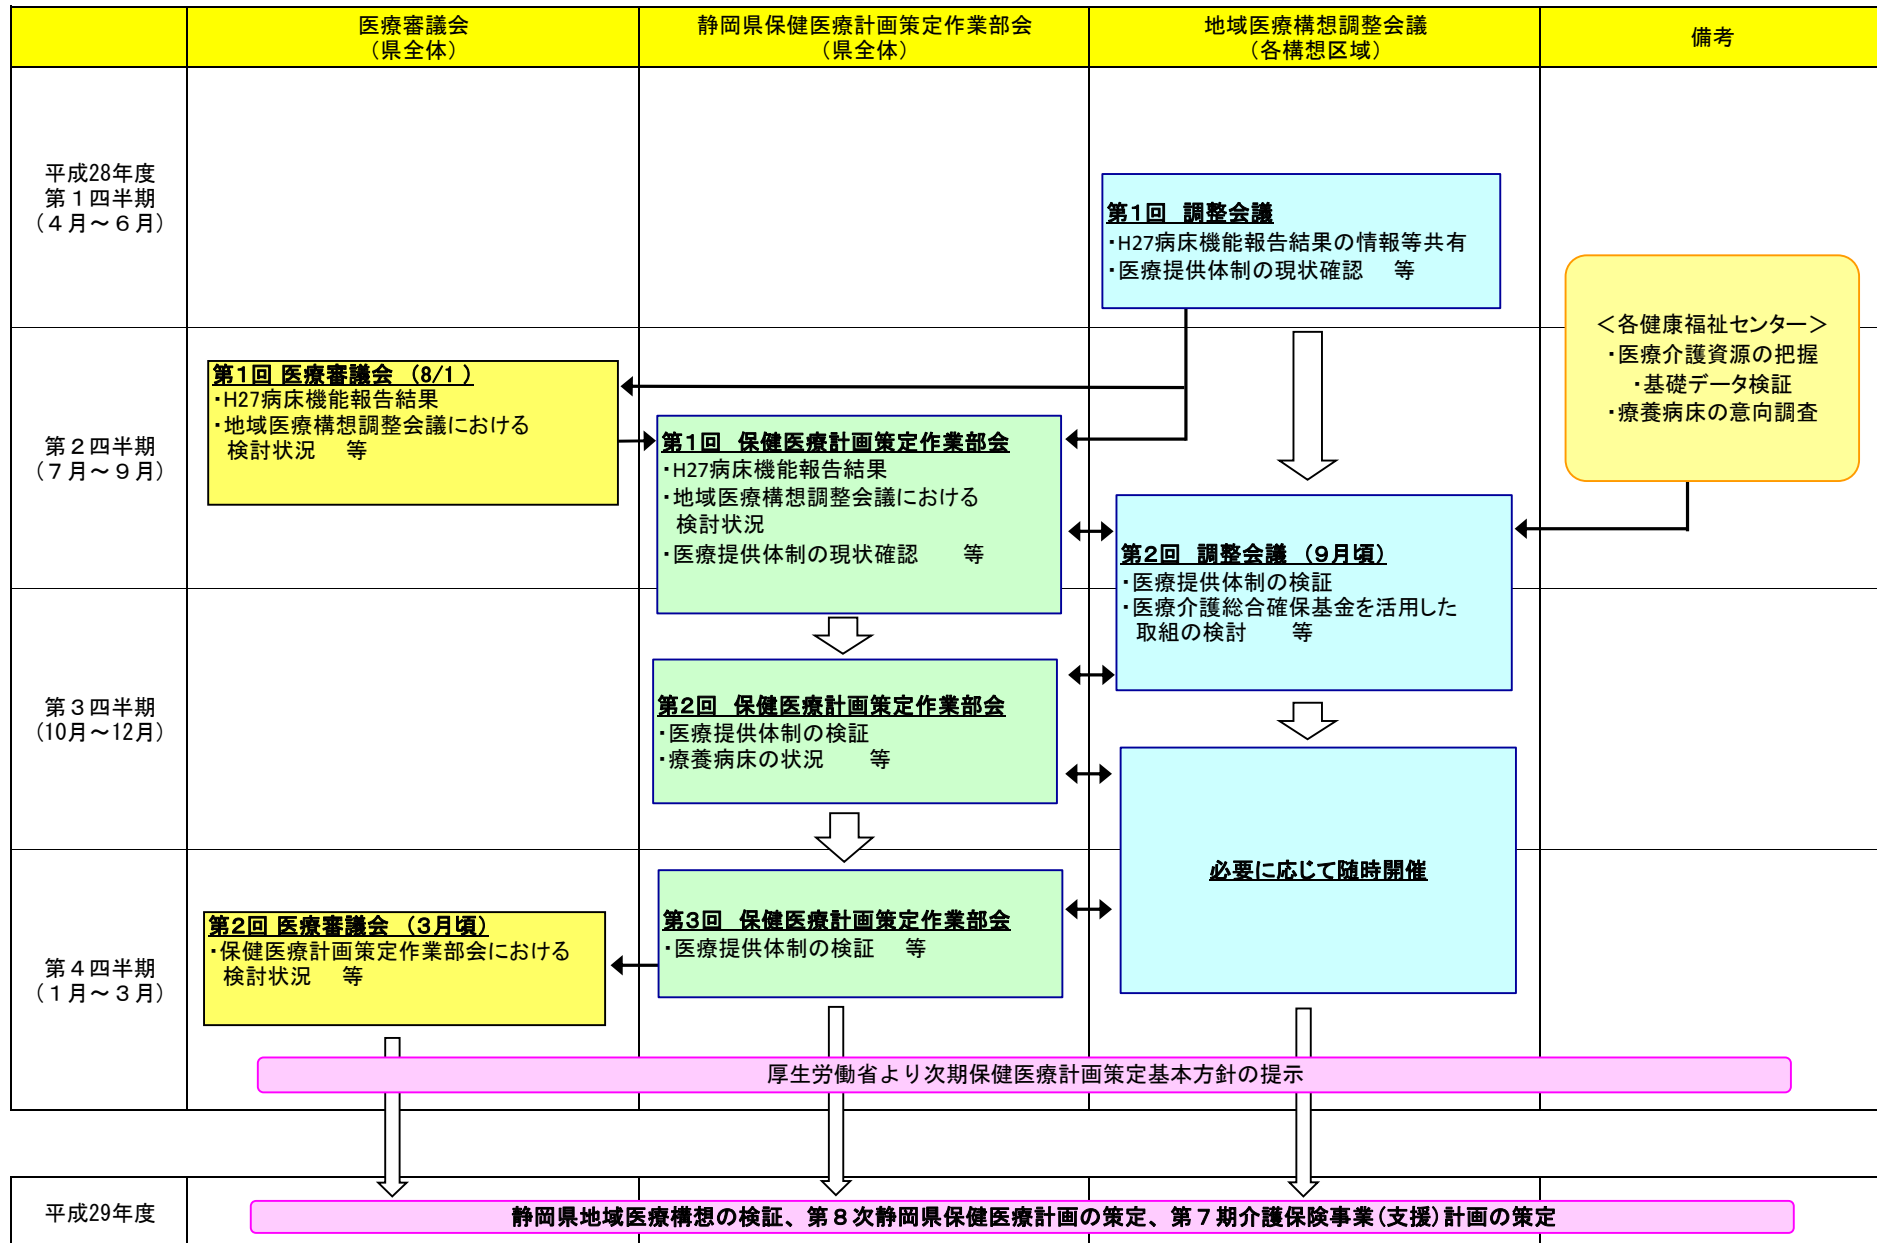 医療審議会
（県全体）
静岡県保健医療計画策定作業部会
（県全体）
地域医療構想調整会議
（各構想区域）
備考
平成28年度
第１四半期
（４月～６月）
第1回　調整会議
・H27病床機能報告結果の情報等共有
・医療提供体制の現状確認　等
＜各健康福祉センター＞
・医療介護資源の把握
・基礎データ検証
・療養病床の意向調査
第２四半期
（７月～９月）
第1回 医療審議会　（8/1 ）
・H27病床機能報告結果
・地域医療構想調整会議における
検討状況　等
第1回　保健医療計画策定作業部会
・H27病床機能報告結果
・地域医療構想調整会議における
検討状況
・医療提供体制の現状確認　　等
第2回　調整会議　（9月頃）
・医療提供体制の検証
・医療介護総合確保基金を活用した
取組の検討　　等
第３四半期
（10月～12月）
第2回　保健医療計画策定作業部会
・医療提供体制の検証
・療養病床の状況　　等
必要に応じて随時開催
第４四半期
（１月～３月）
第2回 医療審議会　（3月頃）
・保健医療計画策定作業部会における
検討状況　等
第3回　保健医療計画策定作業部会
・医療提供体制の検証　等
厚生労働省より次期保健医療計画策定基本方針の提示
平成29年度
静岡県地域医療構想の検証、第８次静岡県保健医療計画の策定、第７期介護保険事業（支援）計画の策定